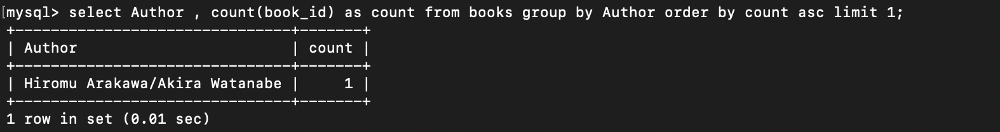 [mysql> select Author , count(book_id) as count from books group by Author order by count asc limit 1;
+-------------------------------+-------+
| Author                        | count |
+-------------------------------+-------+
| Hiromu Arakawa/Akira Watanabe |     1 |
+-------------------------------+-------+
1 row in set (0.01 sec)